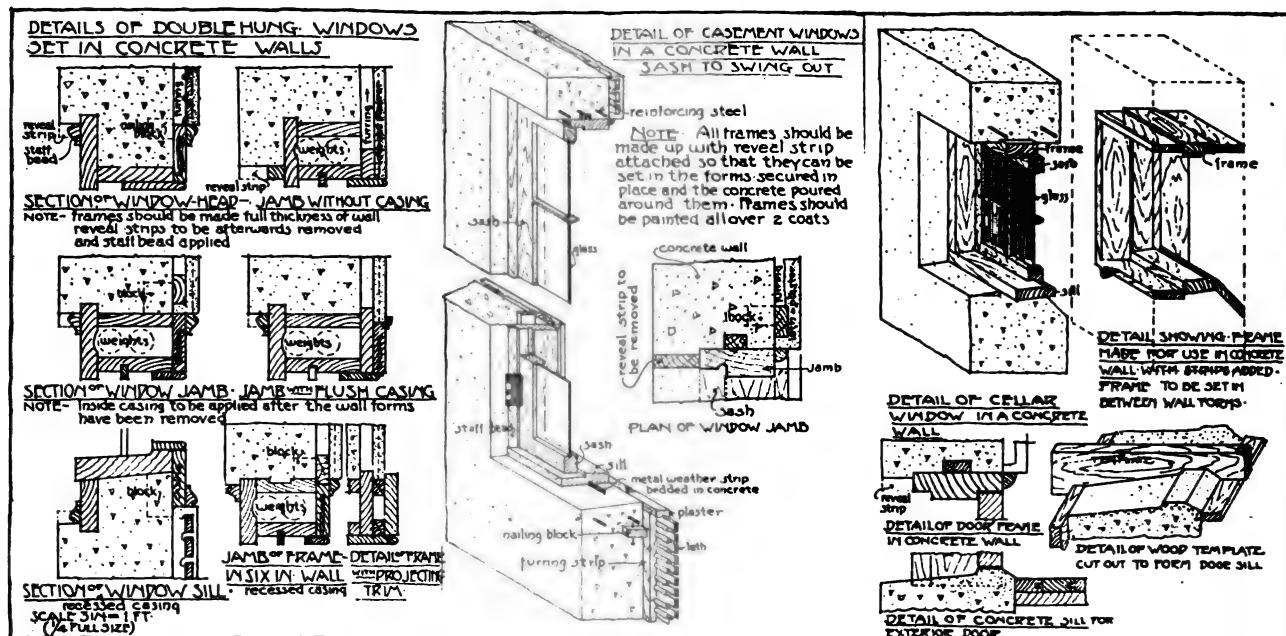 DETAILS OF DOUBLE HUNG· WINDOWS
SET IN CONCRETE WALLS
reveal
strip
staff
bead
block
furring
weights
furring
reveal strip
SECTION OF WINDOW-HEAD- JAMB WITHOUT CASING
NOTE- frames should be made full thickness of wall
reveal strips to be afterwards removed
and staff bead applied
block
weights
weights
SECTION OF WINDOW JAMB· JAMB WITH FLUSH CASING
NOTE- Inside casing to be applied after the wall forms
have been removed
block
SECTION OF WINDOW SILL·
recessed casing
SCALE 3IN=1 FT·
(1/4 FULL SIZE)
block
weights
JAMB OF FRAME-
IN SIX IN· WALL
· recessed casing
DETAIL OF FRAME
WITH PROJECTING
TRIM·
DETAIL OF CASEMENT WINDOWS
IN A CONCRETE WALL
SASH TO SWING OUT
reinforcing steel
NOTE· All frames should be
made up with reveal strip
attached so that they can be
set in the forms·secured in
place and the concrete poured
around them· Frames should
be painted all over 2 coats
sash
glass
concrete wall
reveal strip to
be removed
block
furring
lath & plaster
jamb
sash
PLAN OF WINDOW JAMB
staff bead
sash
sill
metal weather strip
bedded in concrete
plaster
nailing block
lath
furring strip
frame
sash
glass
sill
frame
DETAIL SHOWING· FRAME
MADE FOR USE IN CONCRETE
WALL WITH STRIPS ADDED·
FRAME TO BE SET IN
BETWEEN WALL FORMS·
DETAIL OF CELLAR
WINDOW IN A CONCRETE
WALL
reveal
strip
DETAIL OF DOOR FRAME
IN CONCRETE WALL
DETAIL OF WOOD TEMPLATE
CUT OUT TO FORM DOOR SILL
DETAIL OF CONCRETE SILL FOR
EXTERIOR DOOR